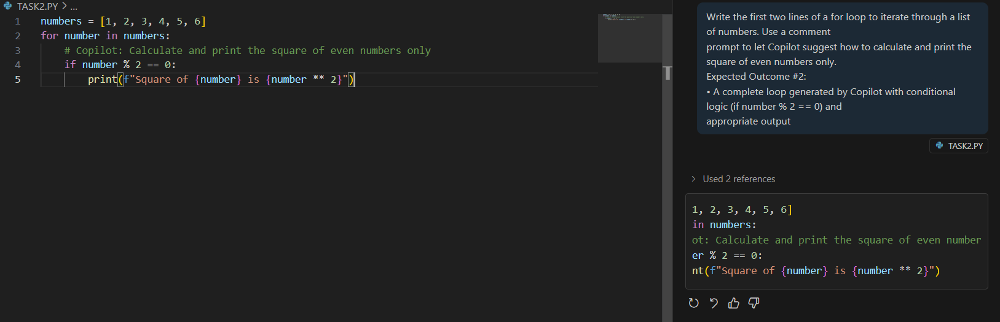 TASK2.PY > ...
1 numbers = [1, 2, 3, 4, 5, 6]
2 for number in numbers:
3 # Copilot: Calculate and print the square of even numbers only
4 if number % 2 == 0:
5 print(f"Square of {number} is {number ** 2}")
Write the first two lines of a for loop to iterate through a list
of numbers. Use a comment
prompt to let Copilot suggest how to calculate and print the
square of even numbers only.
Expected Outcome #2:
• A complete loop generated by Copilot with conditional
logic (if number % 2 == 0) and
appropriate output
TASK2.PY
> Used 2 references
1, 2, 3, 4, 5, 6]
in numbers:
ot: Calculate and print the square of even number
er % 2 == 0:
nt(f"Square of {number} is {number ** 2}")